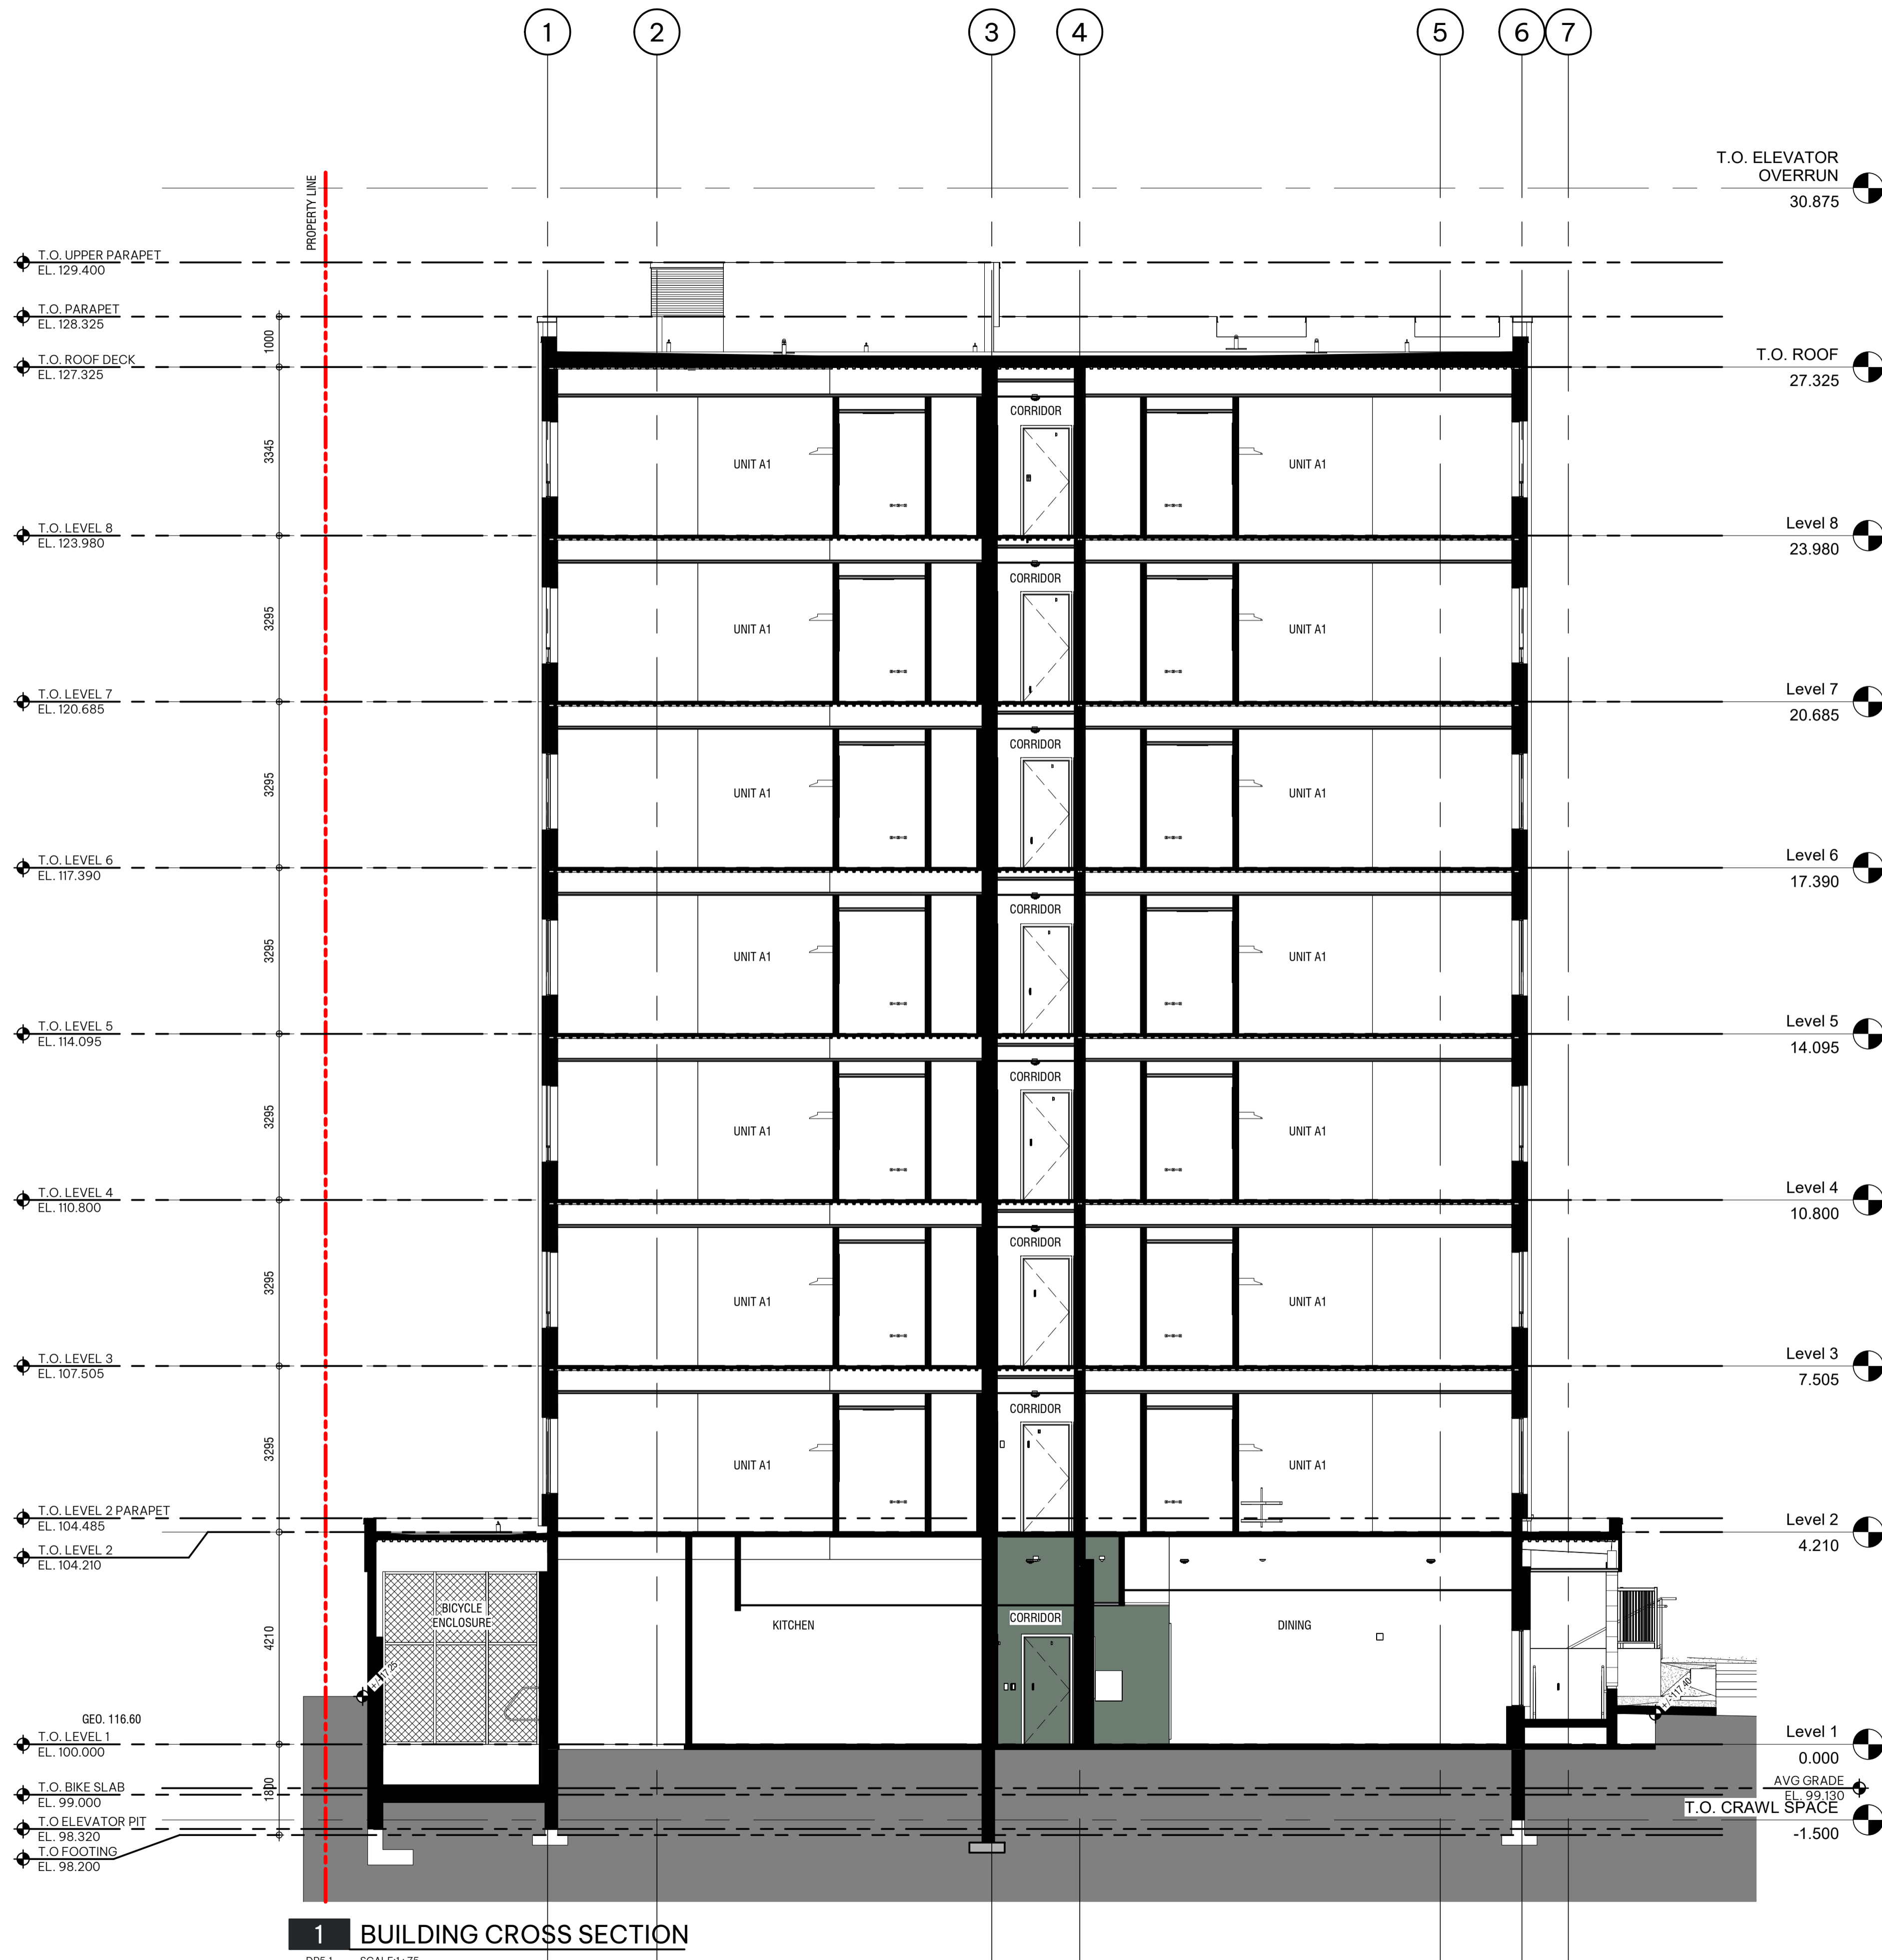 1
2
3
4
5
6
7
PROPERTY LINE
T.O. ELEVATOR
OVERRUN
30.875
T.O. UPPER PARAPET
EL. 129.400
T.O. PARAPET
EL. 128.325
1000
T.O. ROOF DECK
EL. 127.325
T.O. ROOF
27.325
CORRIDOR
3345
UNIT A1
UNIT A1
T.O. LEVEL 8
EL. 123.980
Level 8
23.980
CORRIDOR
3295
UNIT A1
UNIT A1
T.O. LEVEL 7
EL. 120.685
Level 7
20.685
CORRIDOR
3295
UNIT A1
UNIT A1
T.O. LEVEL 6
EL. 117.390
Level 6
17.390
CORRIDOR
3295
UNIT A1
UNIT A1
T.O. LEVEL 5
EL. 114.095
Level 5
14.095
CORRIDOR
3295
UNIT A1
UNIT A1
T.O. LEVEL 4
EL. 110.800
Level 4
10.800
CORRIDOR
3295
UNIT A1
UNIT A1
T.O. LEVEL 3
EL. 107.505
Level 3
7.505
CORRIDOR
3295
UNIT A1
UNIT A1
T.O. LEVEL 2 PARAPET
EL. 104.485
T.O. LEVEL 2
EL. 104.210
Level 2
4.210
BICYCLE
ENCLOSURE
4210
KITCHEN
CORRIDOR
DINING
+/-117.40
GEO. 116.60
T.O. LEVEL 1
EL. 100.000
Level 1
0.000
1800
T.O. BIKE SLAB
EL. 99.000
AVG GRADE
EL. 99.130
T.O ELEVATOR PIT
EL. 98.320
T.O. CRAWL SPACE
-1.500
T.O FOOTING
EL. 98.200
1 BUILDING CROSS SECTION